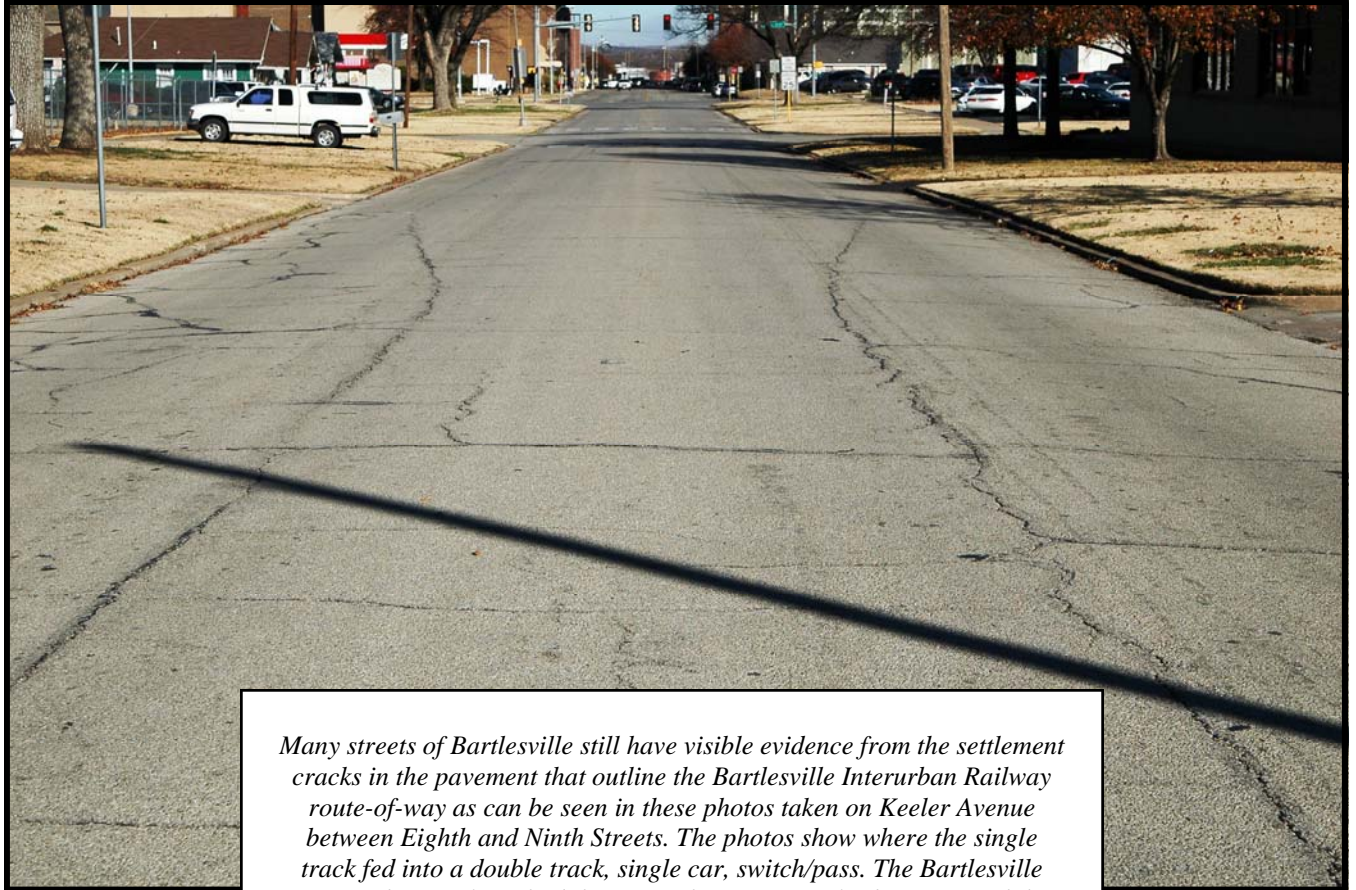 Many streets of Bartlesville still have visible evidence from the settlement
cracks in the pavement that outline the Bartlesville Interurban Railway
route-of-way as can be seen in these photos taken on Keeler Avenue
between Eighth and Ninth Streets. The photos show where the single
track fed into a double track, single car, switch/pass. The Bartlesville